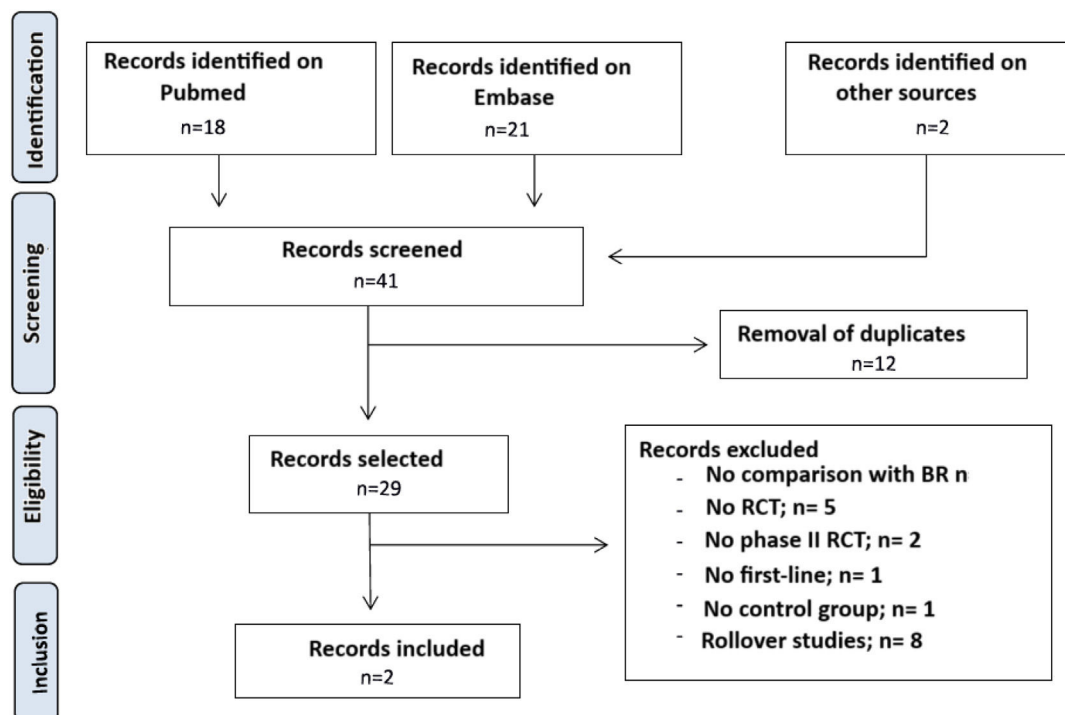 Identification
Records identified on
Pubmed
n=18
Records identified on
Embase
n=21
Records identified on
other sources
n=2
Screening
Records screened
n=41
Removal of duplicates
n=12
Eligibility
Records selected
n=29
Records excluded
- No comparison with BR n
- No RCT; n= 5
- No phase II RCT; n= 2
- No first-line; n= 1
- No control group; n= 1
- Rollover studies; n= 8
Inclusion
Records included
n=2